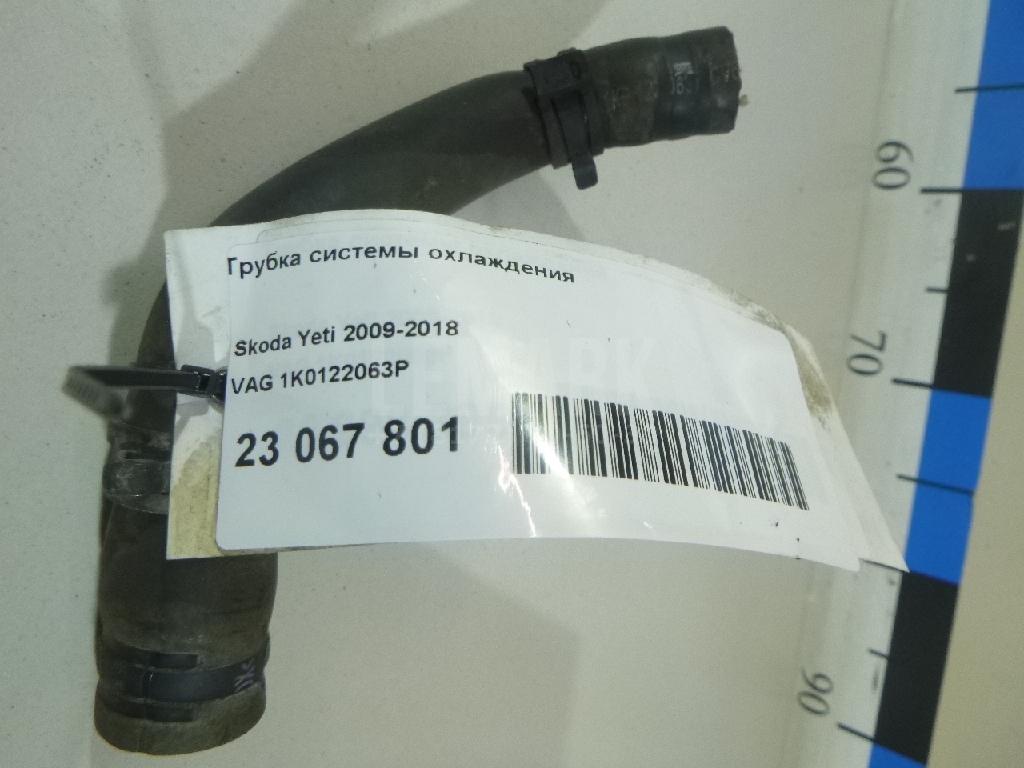 Трубка системы охлаждения
Skoda Yeti 2009-2018
VAG 1K0122063P
23 067 801
60
70
90